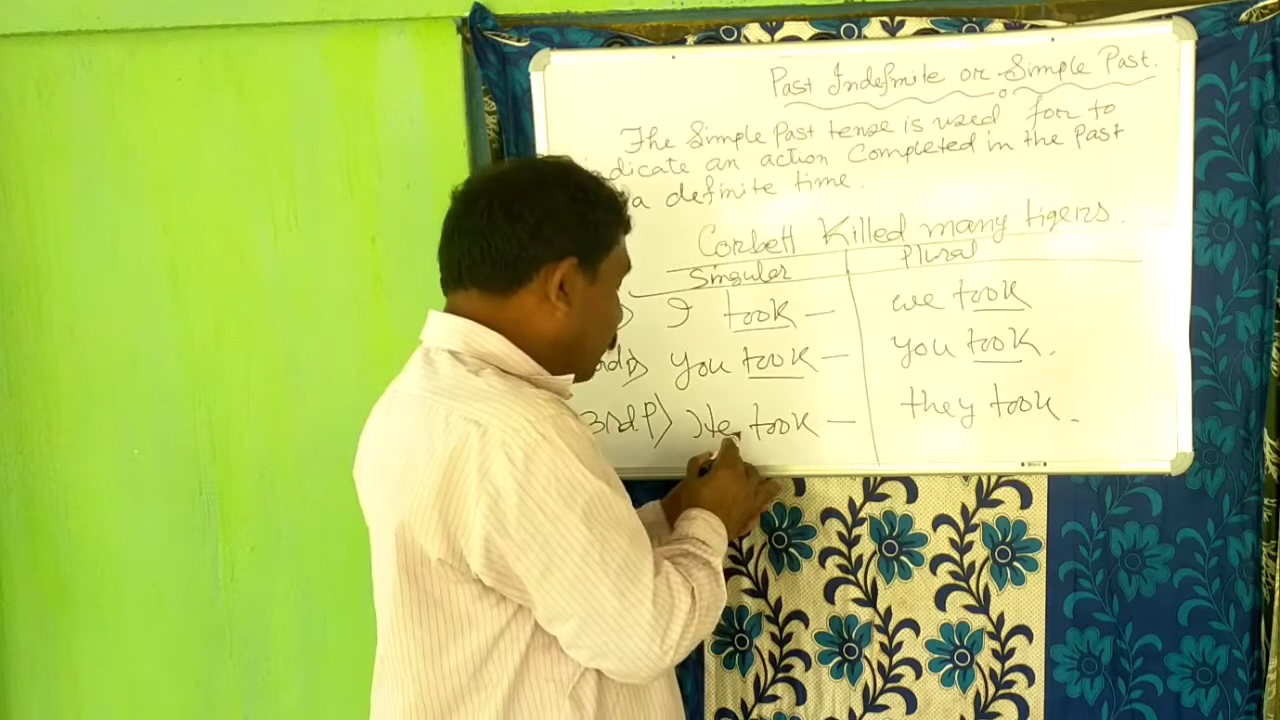 Past Indefinite or Simple Past.
The Simple Past tense is used for to
dicate an action Completed in the Past
a definite time.
Corbett Killed many tigers.
Singular Plural
I took — we took
you took — you took.
3rd.P) He took — they took.